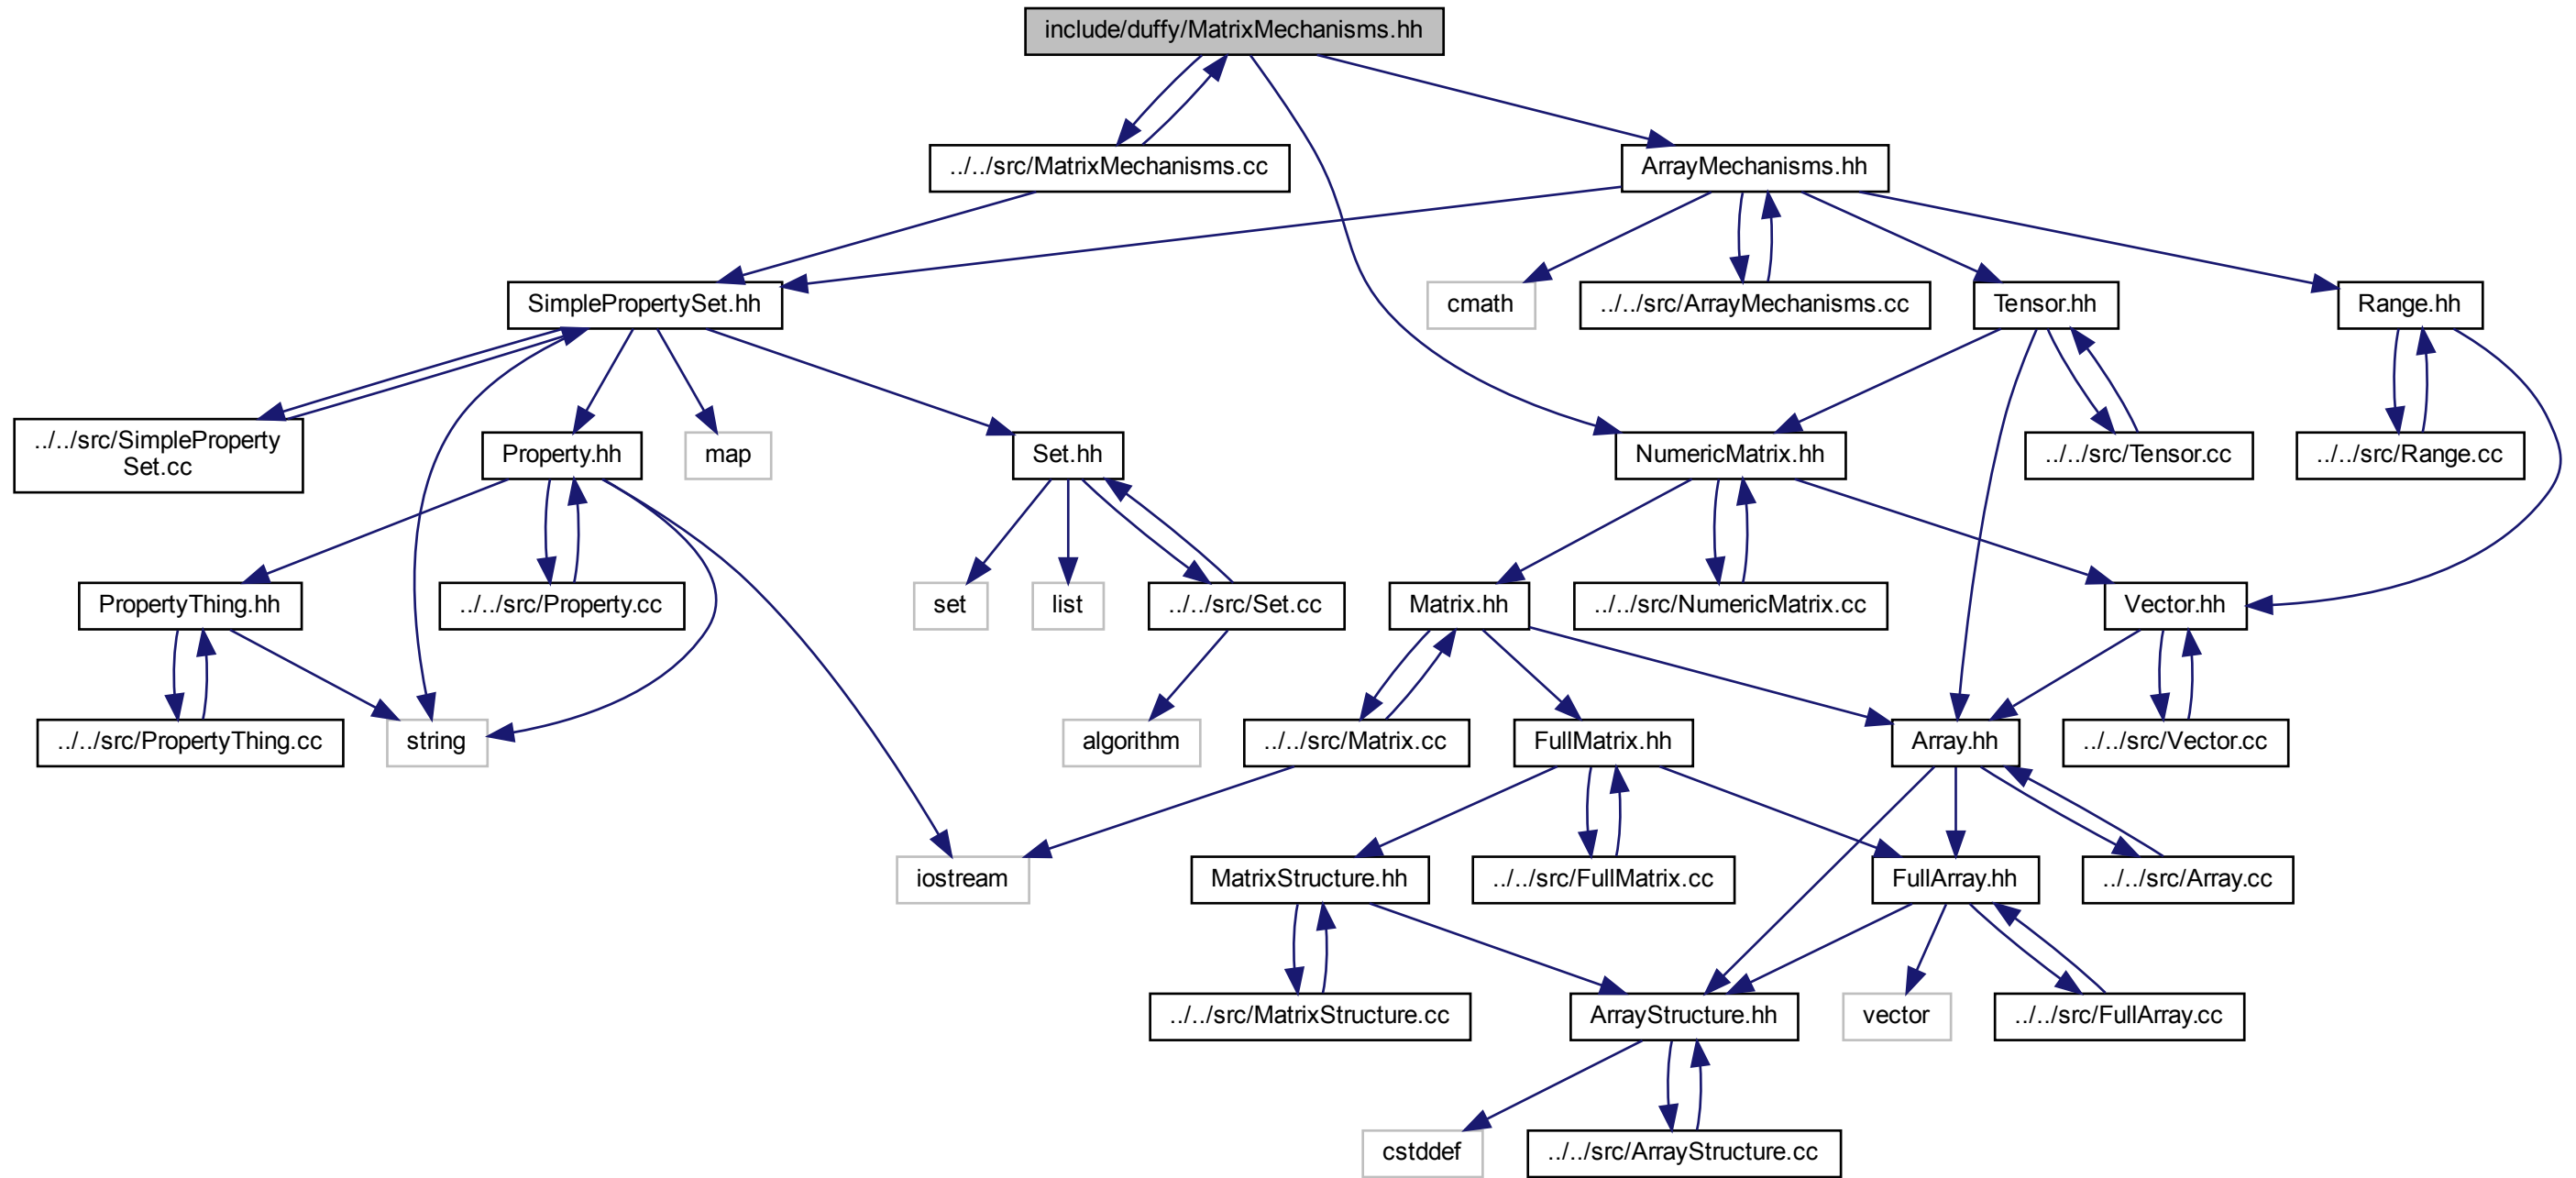 include/duffy/MatrixMechanisms.hh
../../src/MatrixMechanisms.cc
ArrayMechanisms.hh
SimplePropertySet.hh
cmath
../../src/ArrayMechanisms.cc
Tensor.hh
Range.hh
../../src/SimpleProperty
Set.cc
Property.hh
map
Set.hh
NumericMatrix.hh
../../src/Tensor.cc
../../src/Range.cc
PropertyThing.hh
../../src/Property.cc
set
list
../../src/Set.cc
Matrix.hh
../../src/NumericMatrix.cc
Vector.hh
../../src/PropertyThing.cc
string
algorithm
../../src/Matrix.cc
FullMatrix.hh
Array.hh
../../src/Vector.cc
iostream
MatrixStructure.hh
../../src/FullMatrix.cc
FullArray.hh
../../src/Array.cc
../../src/MatrixStructure.cc
ArrayStructure.hh
vector
../../src/FullArray.cc
cstddef
../../src/ArrayStructure.cc